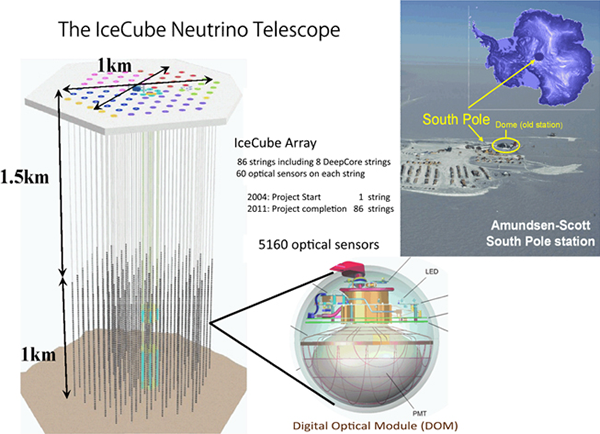 The IceCube Neutrino Telescope
1km
1.5km
1km
IceCube Array
86 strings including 8 DeepCore strings
60 optical sensors on each string
2004: Project Start 1 string
2011: Project completion 86 strings
5160 optical sensors
LED
PMT
Digital Optical Module (DOM)
South Pole
Dome (old station)
Amundsen-Scott
South Pole station